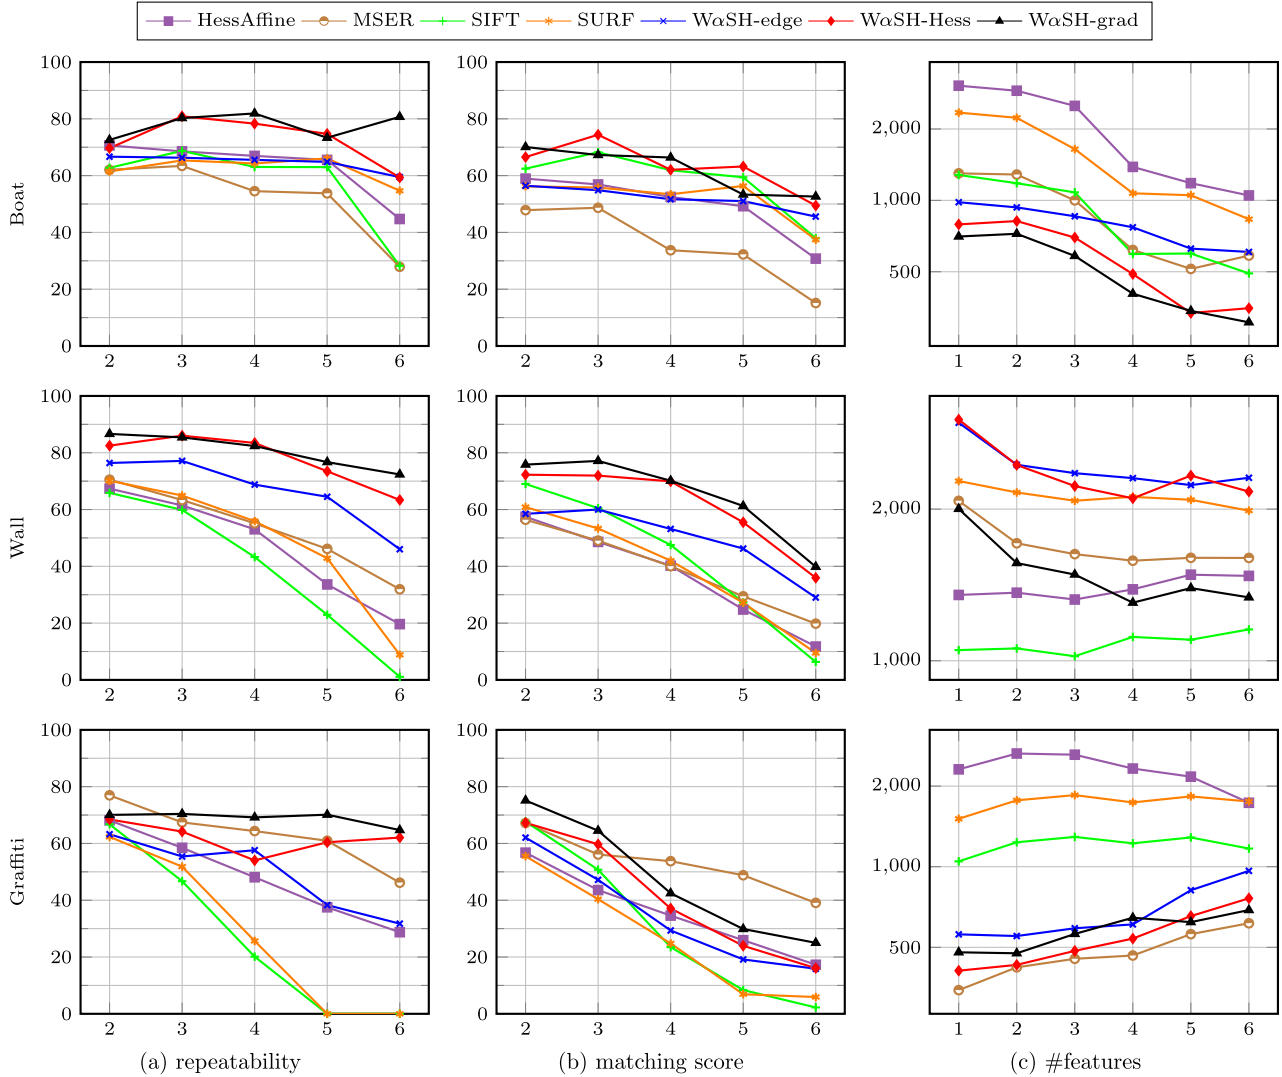 HessAffine MSER SIFT SURF WαSH-edge WαSH-Hess WαSH-grad
100 100
80 80 2,000
60 60
Boat 40 40 1,000
20 20 500
0 0
2 3 4 5 6 2 3 4 5 6 1 2 3 4 5 6
100 100
80 80
60 60 2,000
Wall 40 40
20 20 1,000
0 0
2 3 4 5 6 2 3 4 5 6 1 2 3 4 5 6
100 100
80 80 2,000
60 60 1,000
Graffiti 40 40
20 20 500
0 0
2 3 4 5 6 2 3 4 5 6 1 2 3 4 5 6
(a) repeatability (b) matching score (c) #features